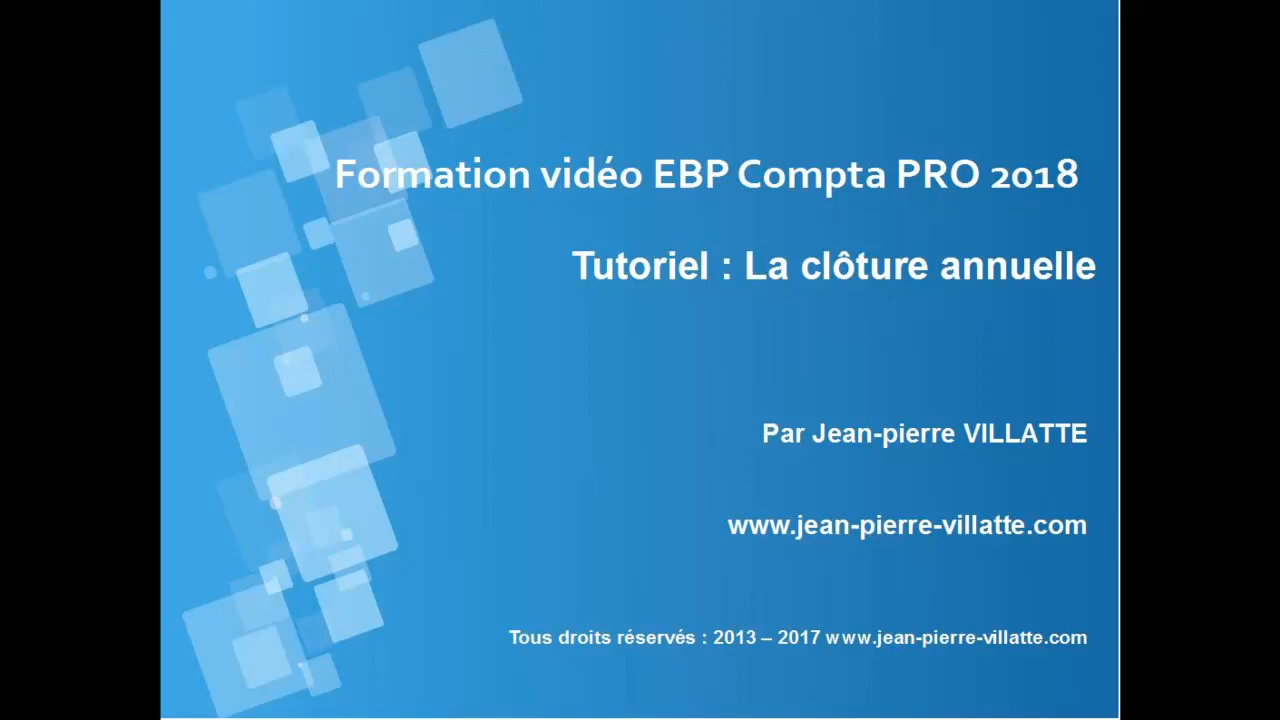 Formation vidéo EBP Compta PRO 2018
Tutoriel : La clôture annuelle
Par Jean-pierre VILLATTE
www.jean-pierre-villatte.com
Tous droits réservés : 2013 – 2017 www.jean-pierre-villatte.com